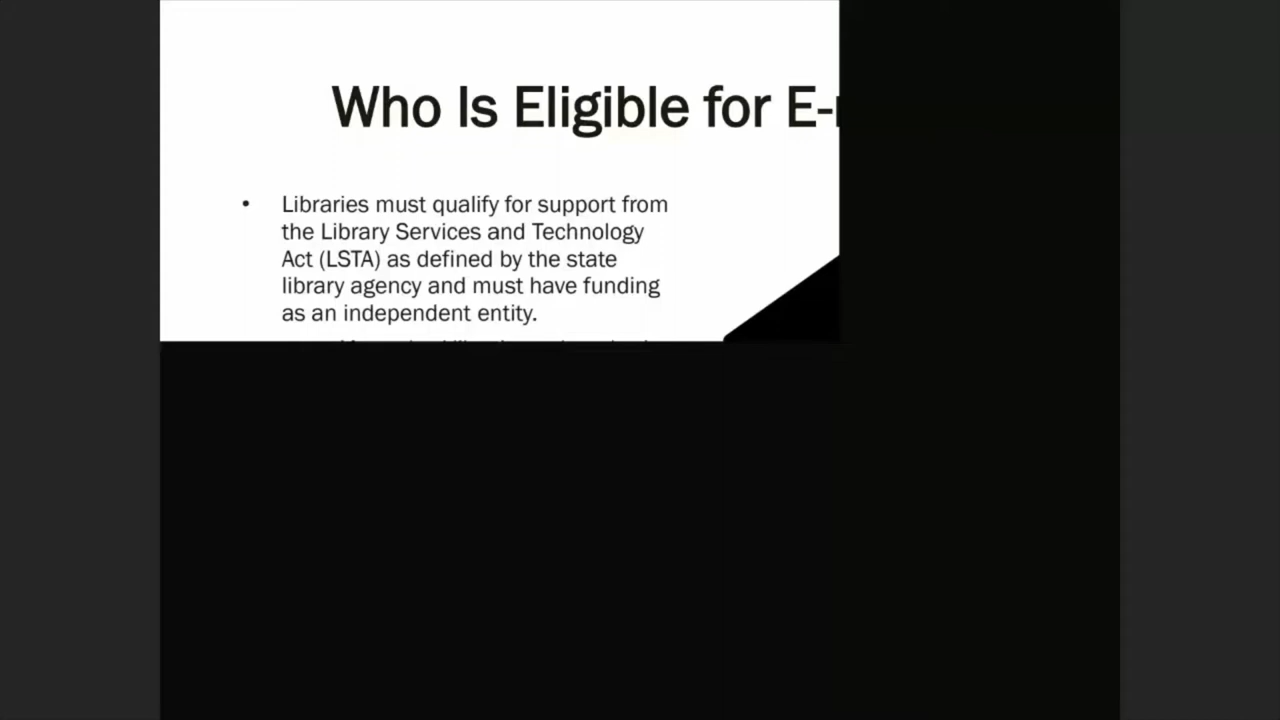 Who Is Eligible for E-
• Libraries must qualify for support from
the Library Services and Technology
Act (LSTA) as defined by the state
library agency and must have funding
as an independent entity.